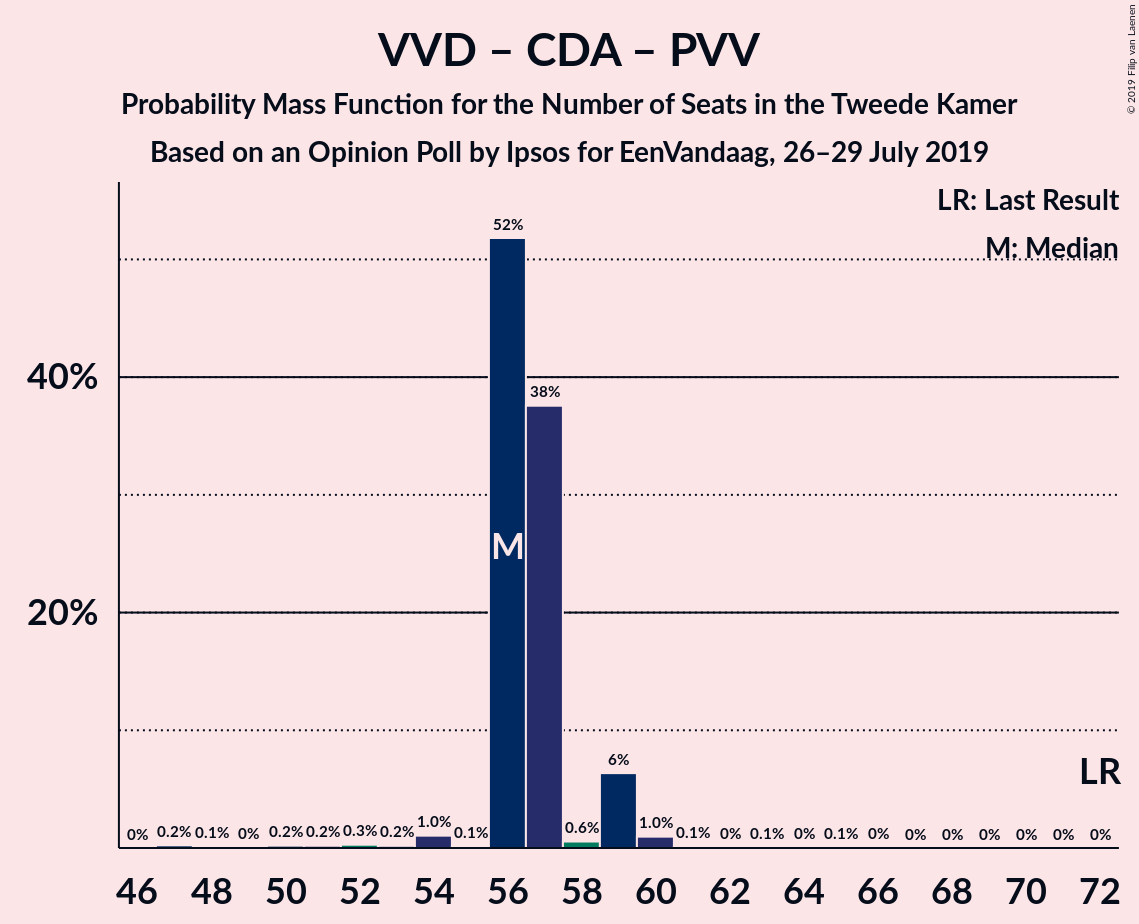 VVD – CDA – PVV
Probability Mass Function for the Number of Seats in the Tweede Kamer
Based on an Opinion Poll by Ipsos for EenVandaag, 26–29 July 2019
© 2019 Filip van Laenen
LR: Last Result
M: Median
52%
40%
38%
M
20%
6%
LR
0% 0.2% 0.1% 0% 0.2% 0.2% 0.3% 0.2% 1.0% 0.1% 0.6% 1.0% 0.1% 0% 0.1% 0% 0.1% 0% 0% 0% 0% 0% 0% 0%
46 48 50 52 54 56 58 60 62 64 66 68 70 72